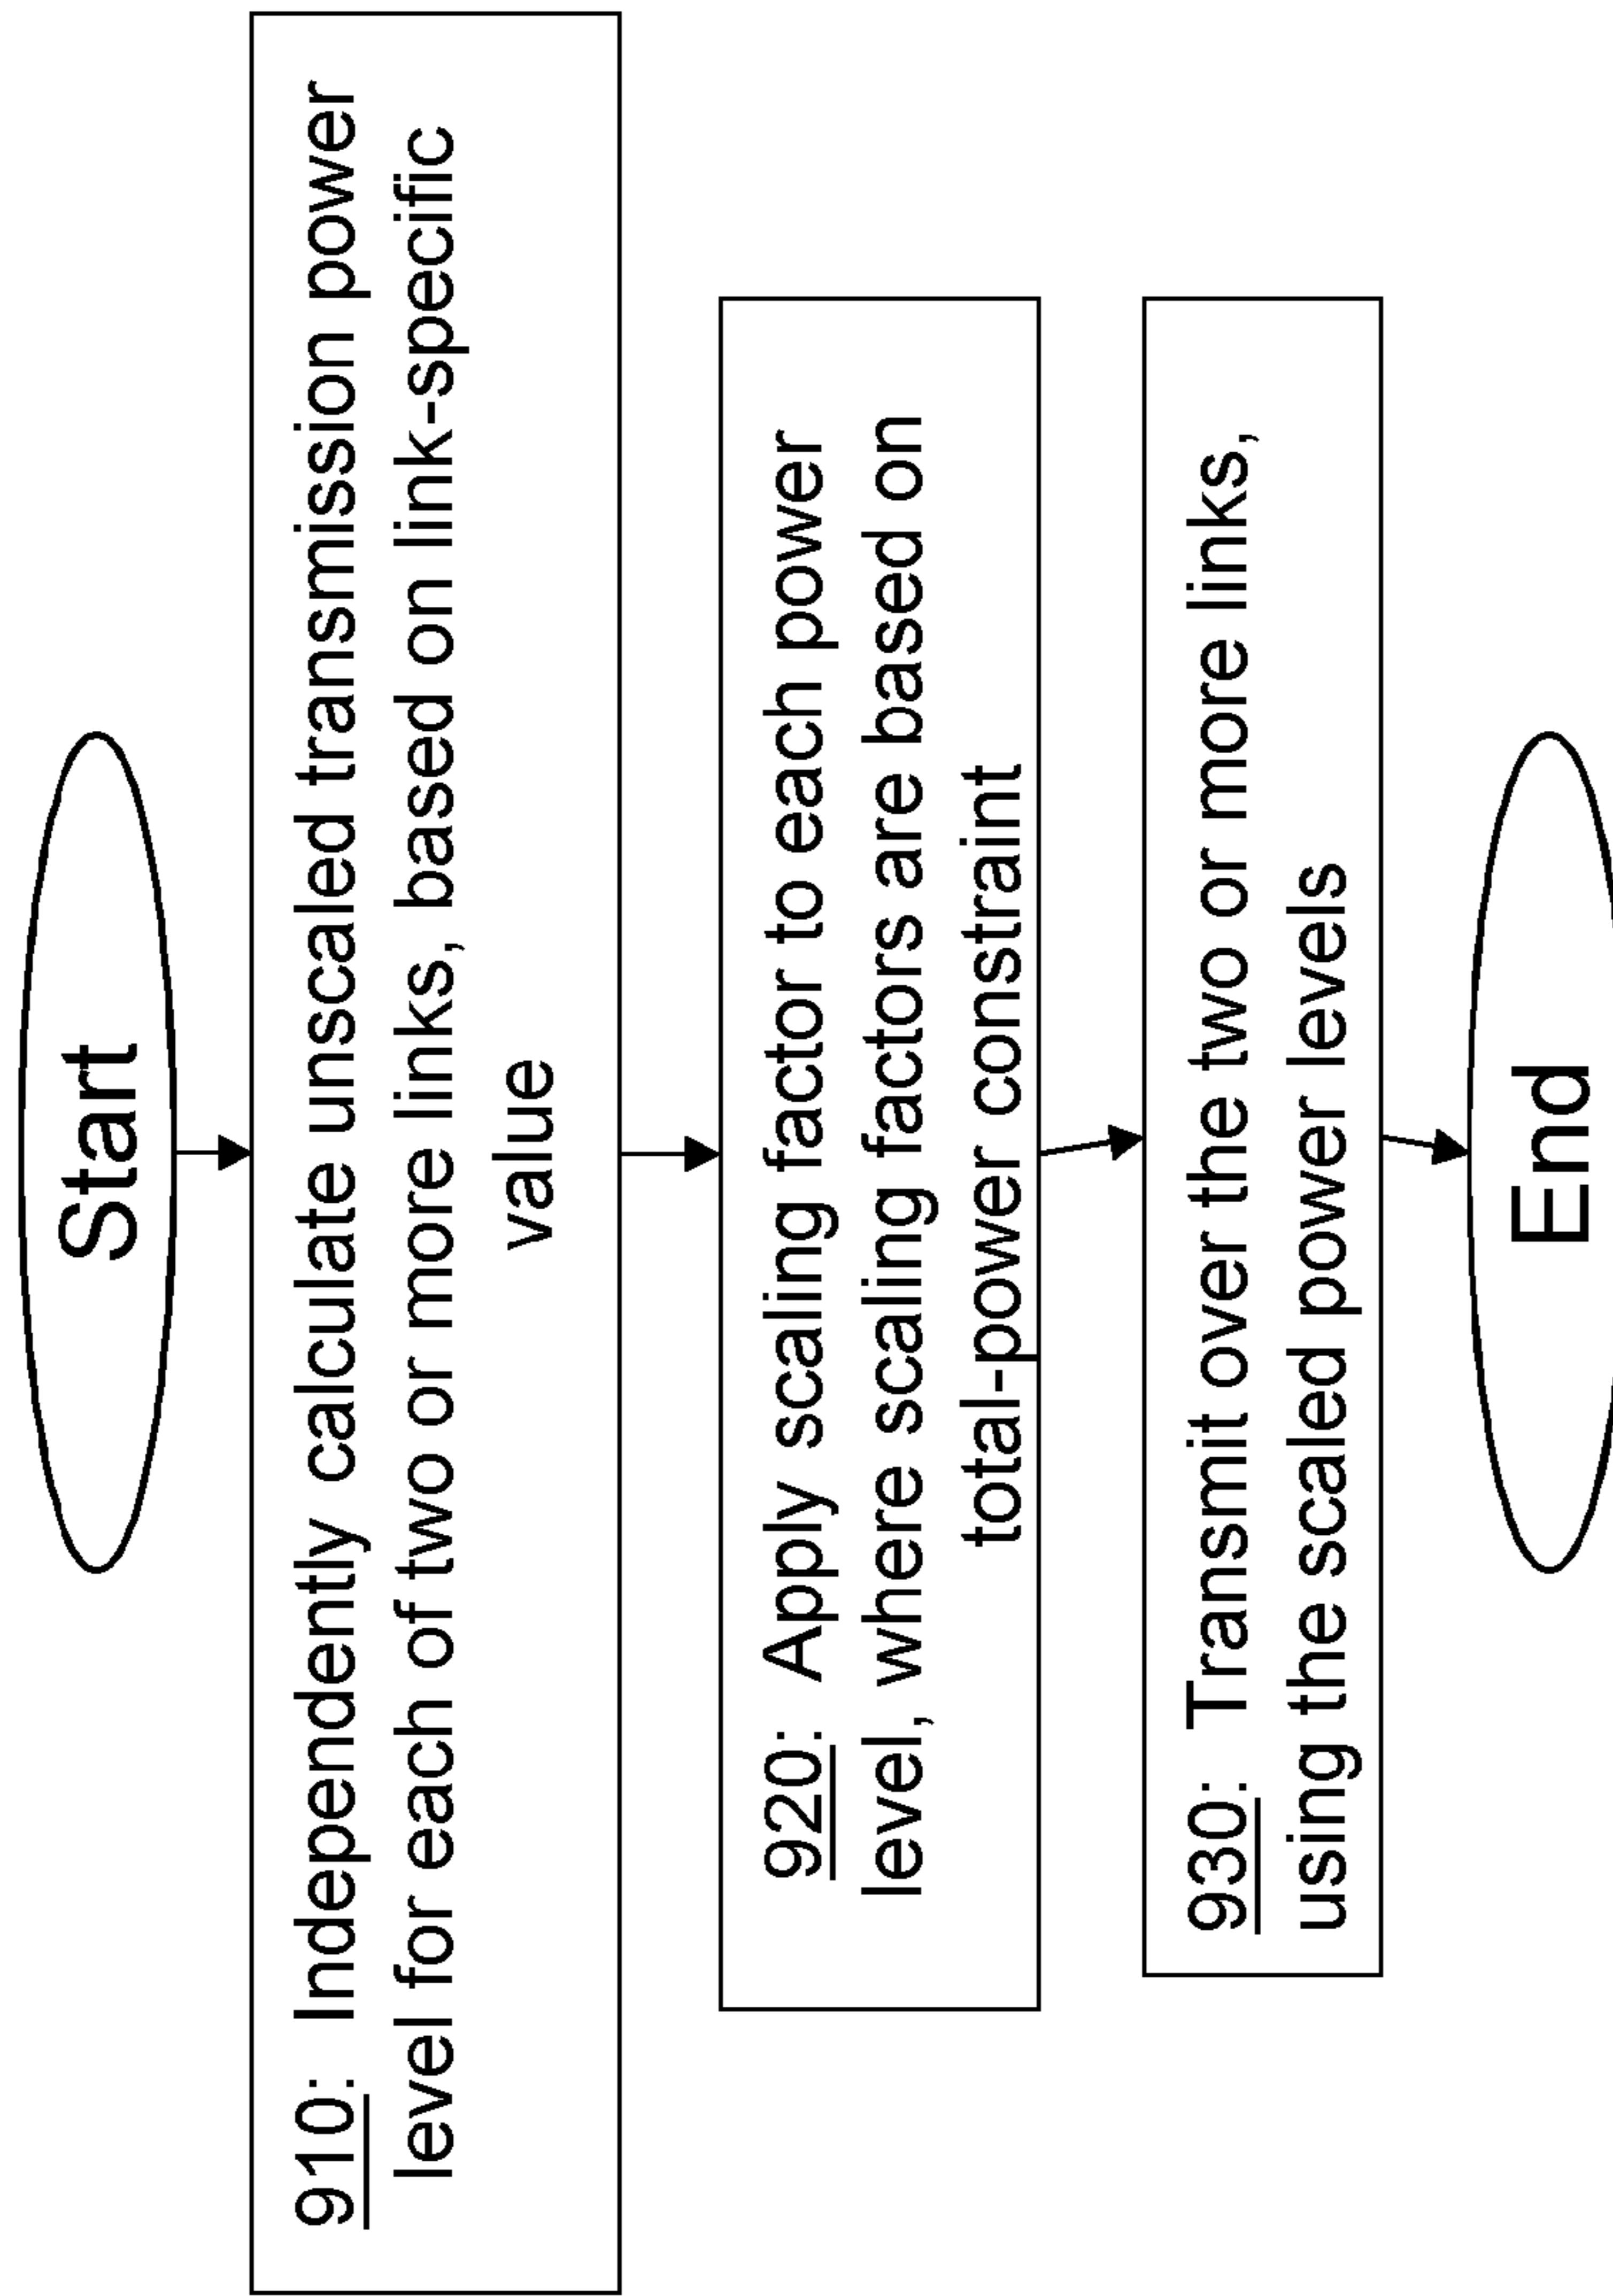 Start
910: Independently calculate unscaled transmission power
level for each of two or more links, based on link-specific
value
920: Apply scaling factor to each power
level, where scaling factors are based on
total-power constraint
930: Transmit over the two or more links,
using the scaled power levels
End